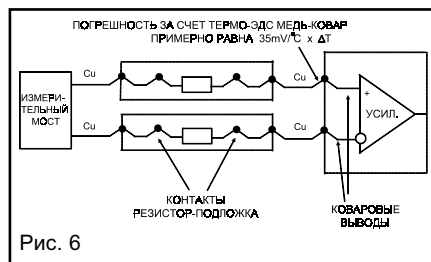 ПОГРЕШНОСТЬ ЗА СЧЕТ ТЕРМО-ЭДС МЕДЬ-КОВАР
ПРИМЕРНО РАВНА 35mV/°C x ΔT
Cu
Cu
ИЗМЕРИ-
ТЕЛЬНЫЙ
МОСТ
+
УСИЛ.
Cu
Cu
КОНТАКТЫ
РЕЗИСТОР-ПОДЛОЖКА
КОВАРОВЫЕ
ВЫВОДЫ
Рис. 6